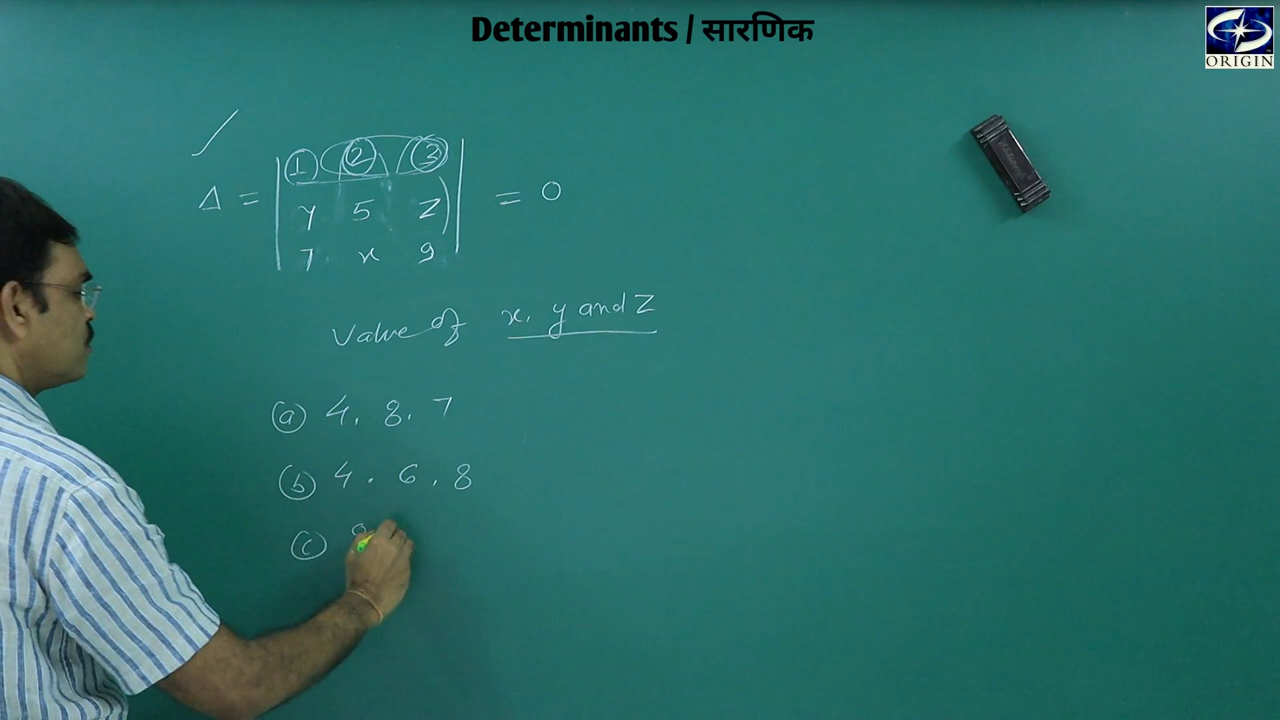 Determinants / सारणिक
ORIGIN
1 2 3
Δ = y 5 z = 0
7 x 9
Value of x, y and z
(a) 4, 8, 7
(b) 4, 6, 8
(c)